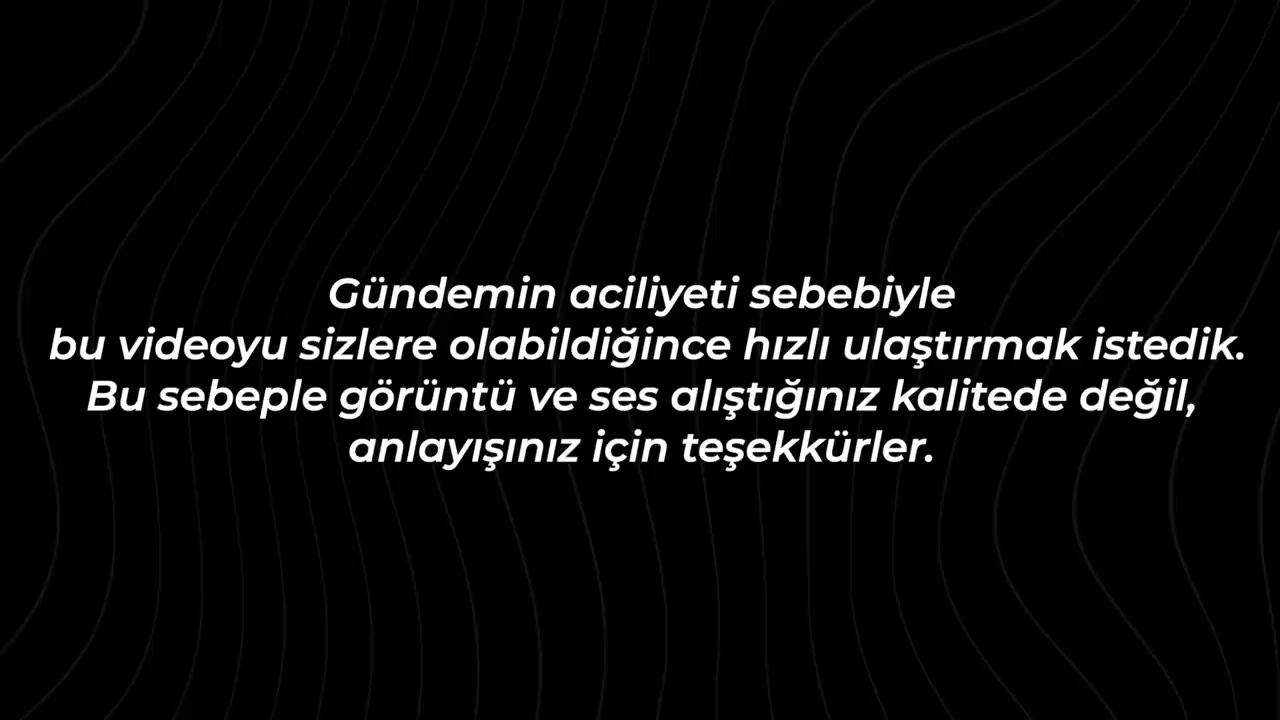 Gündemin aciliyeti sebebiyle
bu videoyu sizlere olabildiğince hızlı ulaştırmak istedik.
Bu sebeple görüntü ve ses alıştığınız kalitede değil,
anlayışınız için teşekkürler.